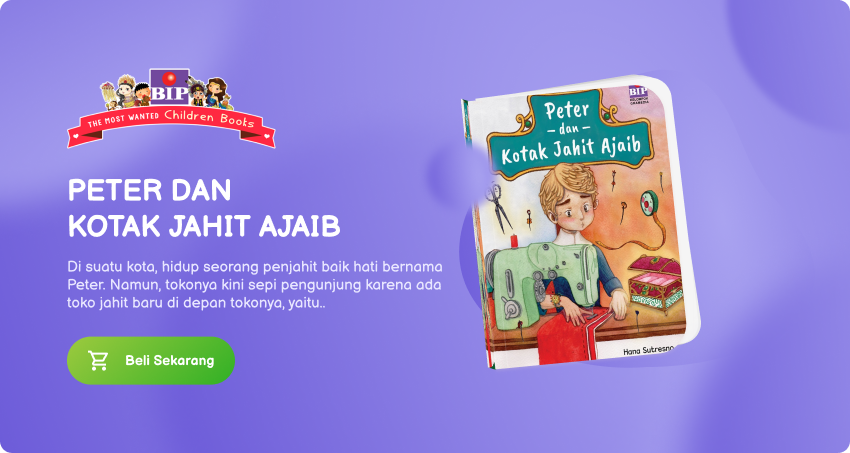 BIP
THE MOST WANTED Children Books
PETER DAN
KOTAK JAHIT AJAIB
Di suatu kota, hidup seorang penjahit baik hati bernama
Peter. Namun, tokonya kini sepi pengunjung karena ada
toko jahit baru di depan tokonya, yaitu..
Beli Sekarang
BIP
KELOMPOK
GRAMEDIA
Peter
– dan –
Kotak Jahit Ajaib
Hana Sutresno